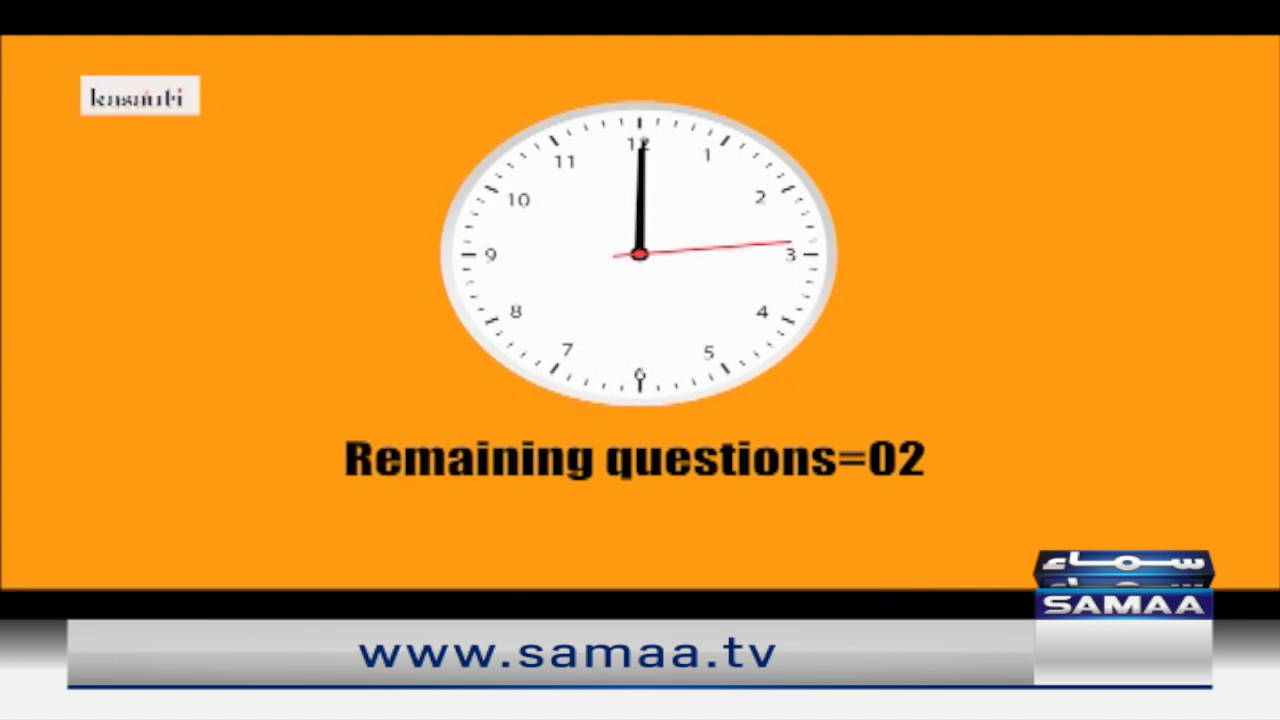 kasauti
12
11
1
10
2
9
3
8
4
7
5
6
Remaining questions=02
سماء
SAMAA
www.samaa.tv